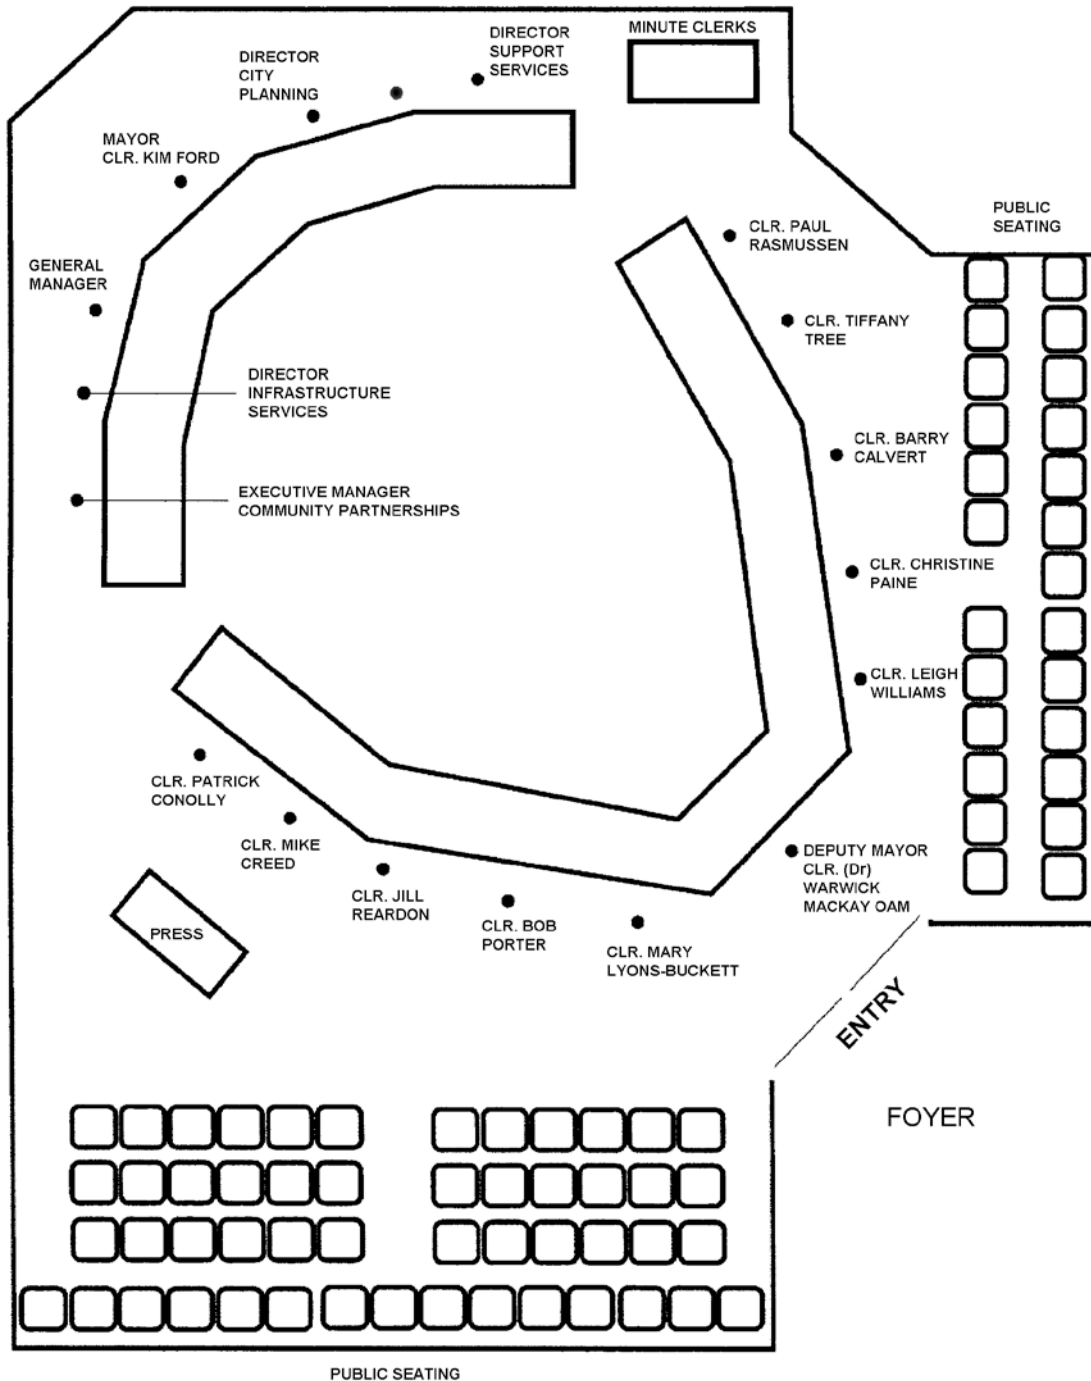 MINUTE CLERKS
DIRECTOR
SUPPORT
SERVICES
DIRECTOR
CITY
PLANNING
MAYOR
CLR. KIM FORD
GENERAL
MANAGER
DIRECTOR
INFRASTRUCTURE
SERVICES
EXECUTIVE MANAGER
COMMUNITY PARTNERSHIPS
CLR. PAUL
RASMUSSEN
CLR. TIFFANY
TREE
CLR. BARRY
CALVERT
CLR. CHRISTINE
PAINE
CLR. LEIGH
WILLIAMS
PUBLIC
SEATING
DEPUTY MAYOR
CLR. (Dr)
WARWICK
MACKAY OAM
CLR. PATRICK
CONOLLY
CLR. MIKE
CREED
CLR. JILL
REARDON
CLR. BOB
PORTER
CLR. MARY
LYONS-BUCKETT
PRESS
ENTRY
FOYER
PUBLIC SEATING